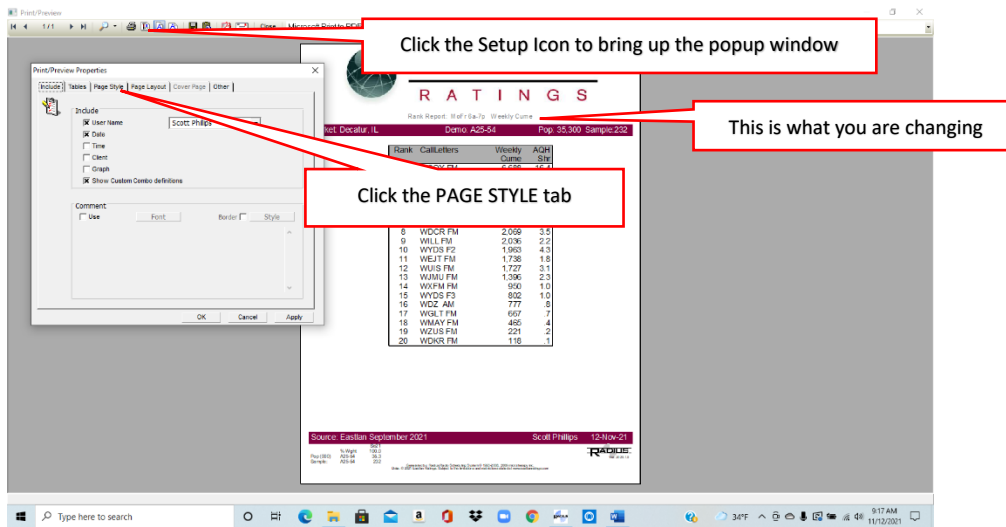 Print/Preview
1/1
Close
Microsoft Print to PDF
Click the Setup Icon to bring up the popup window
Print/Preview Properties
Include Tables Page Style Page Layout Cover Page Other
Include
User Name Scott Philips
Date
Time
Client
Graph
Show Custom Combo definitions
Comment
Use Font Border Style
OK Cancel Apply
Click the PAGE STYLE tab
This is what you are changing
RATINGS
Rank Report: M of r 6a-7p Weekly Cume
ket: Decatur, IL Demo: A25-54 Pop: 35,300 Sample:232
Rank CallLetters Weekly AQH
Cume Shr
8 WDCR FM 2,069 3.5
9 WILL FM 2,036 2.2
10 WYDS F2 1,963 4.3
11 WEJT FM 1,738 1.8
12 WUIS FM 1,727 3.1
13 WJMU FM 1,396 2.3
14 WXFM FM 950 1.0
15 WYDS F3 802 1.0
16 WDZ AM 777 .8
17 WGLT FM 667 .7
18 WMAY FM 465 .4
19 WZUS FM 221 .2
20 WDKR FM 118 .1
Source: Eastlan September 2021 Scott Phillips 12-Nov-21
RADIUS
Type here to search
34°F
9:17 AM
11/12/2021